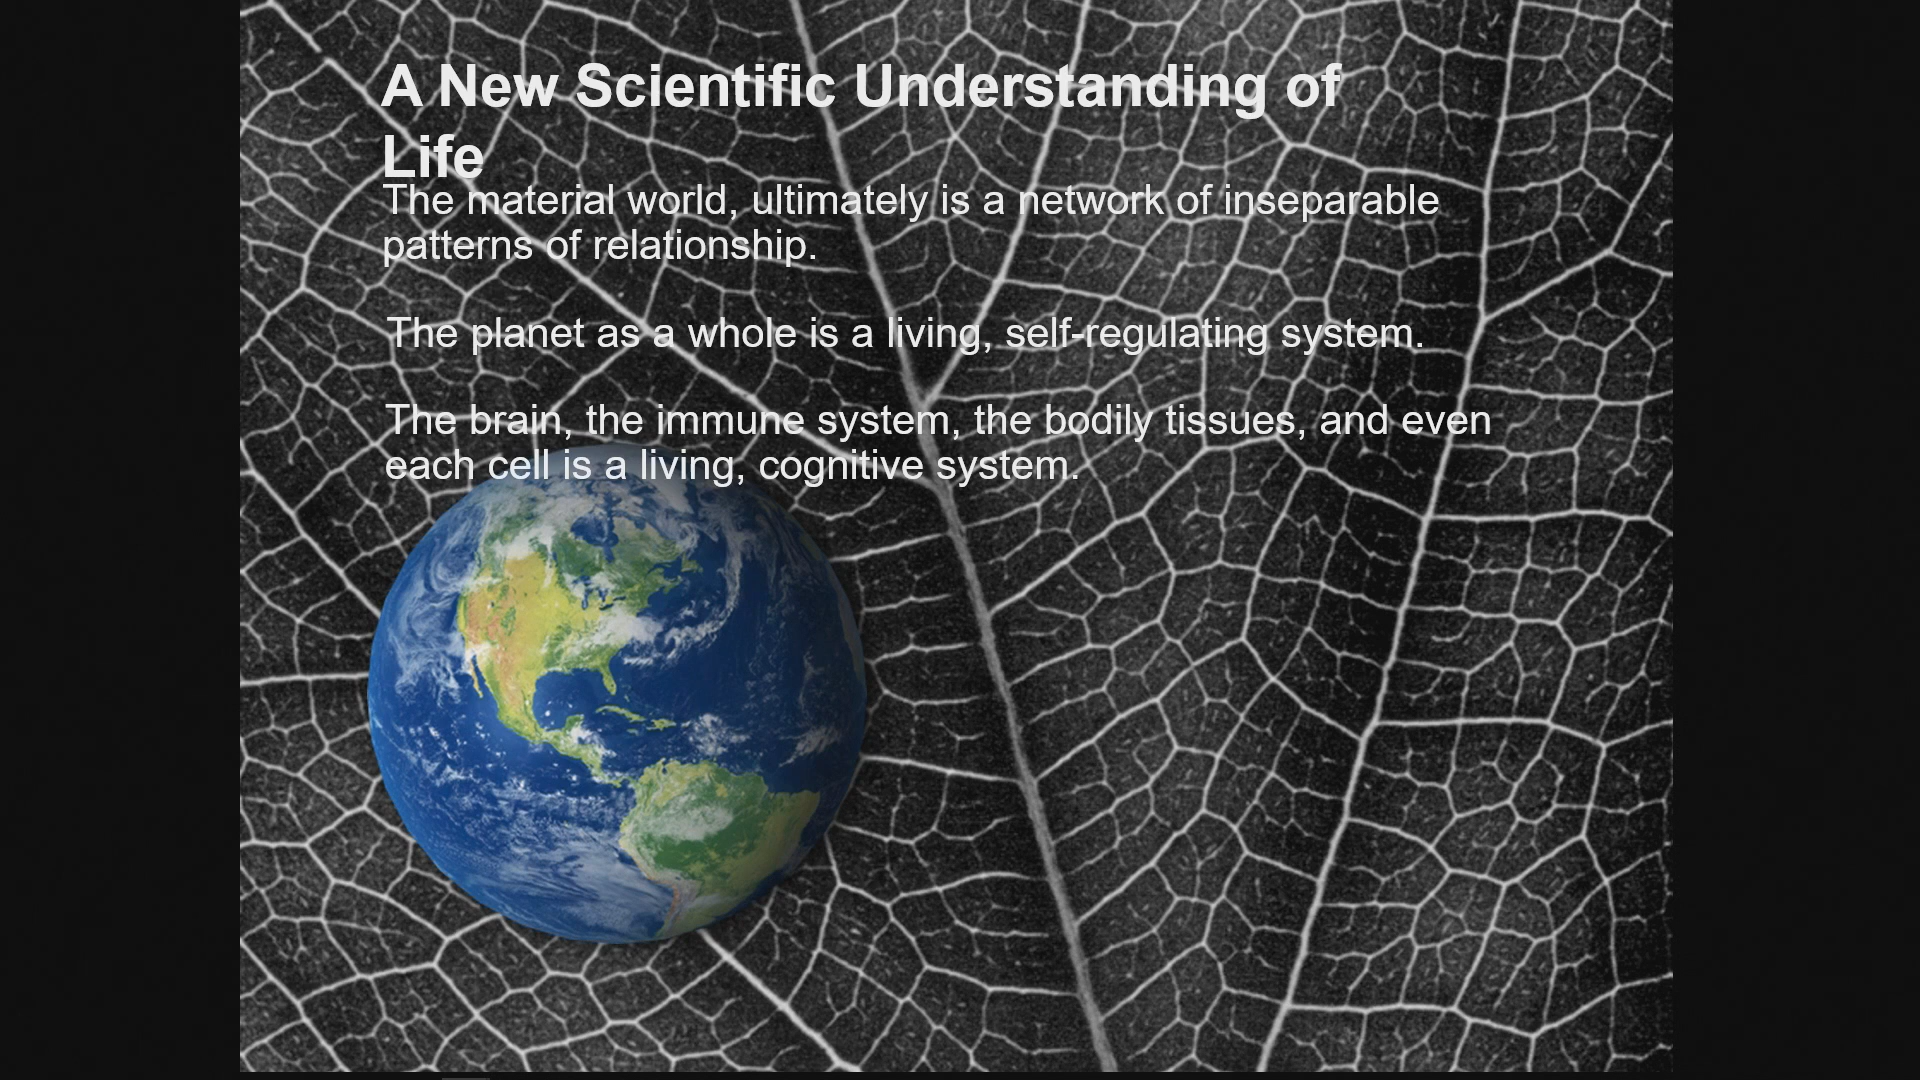 A New Scientific Understanding of
Life
The material world, ultimately is a network of inseparable
patterns of relationship.
The planet as a whole is a living, self-regulating system.
The brain, the immune system, the bodily tissues, and even
each cell is a living, cognitive system.